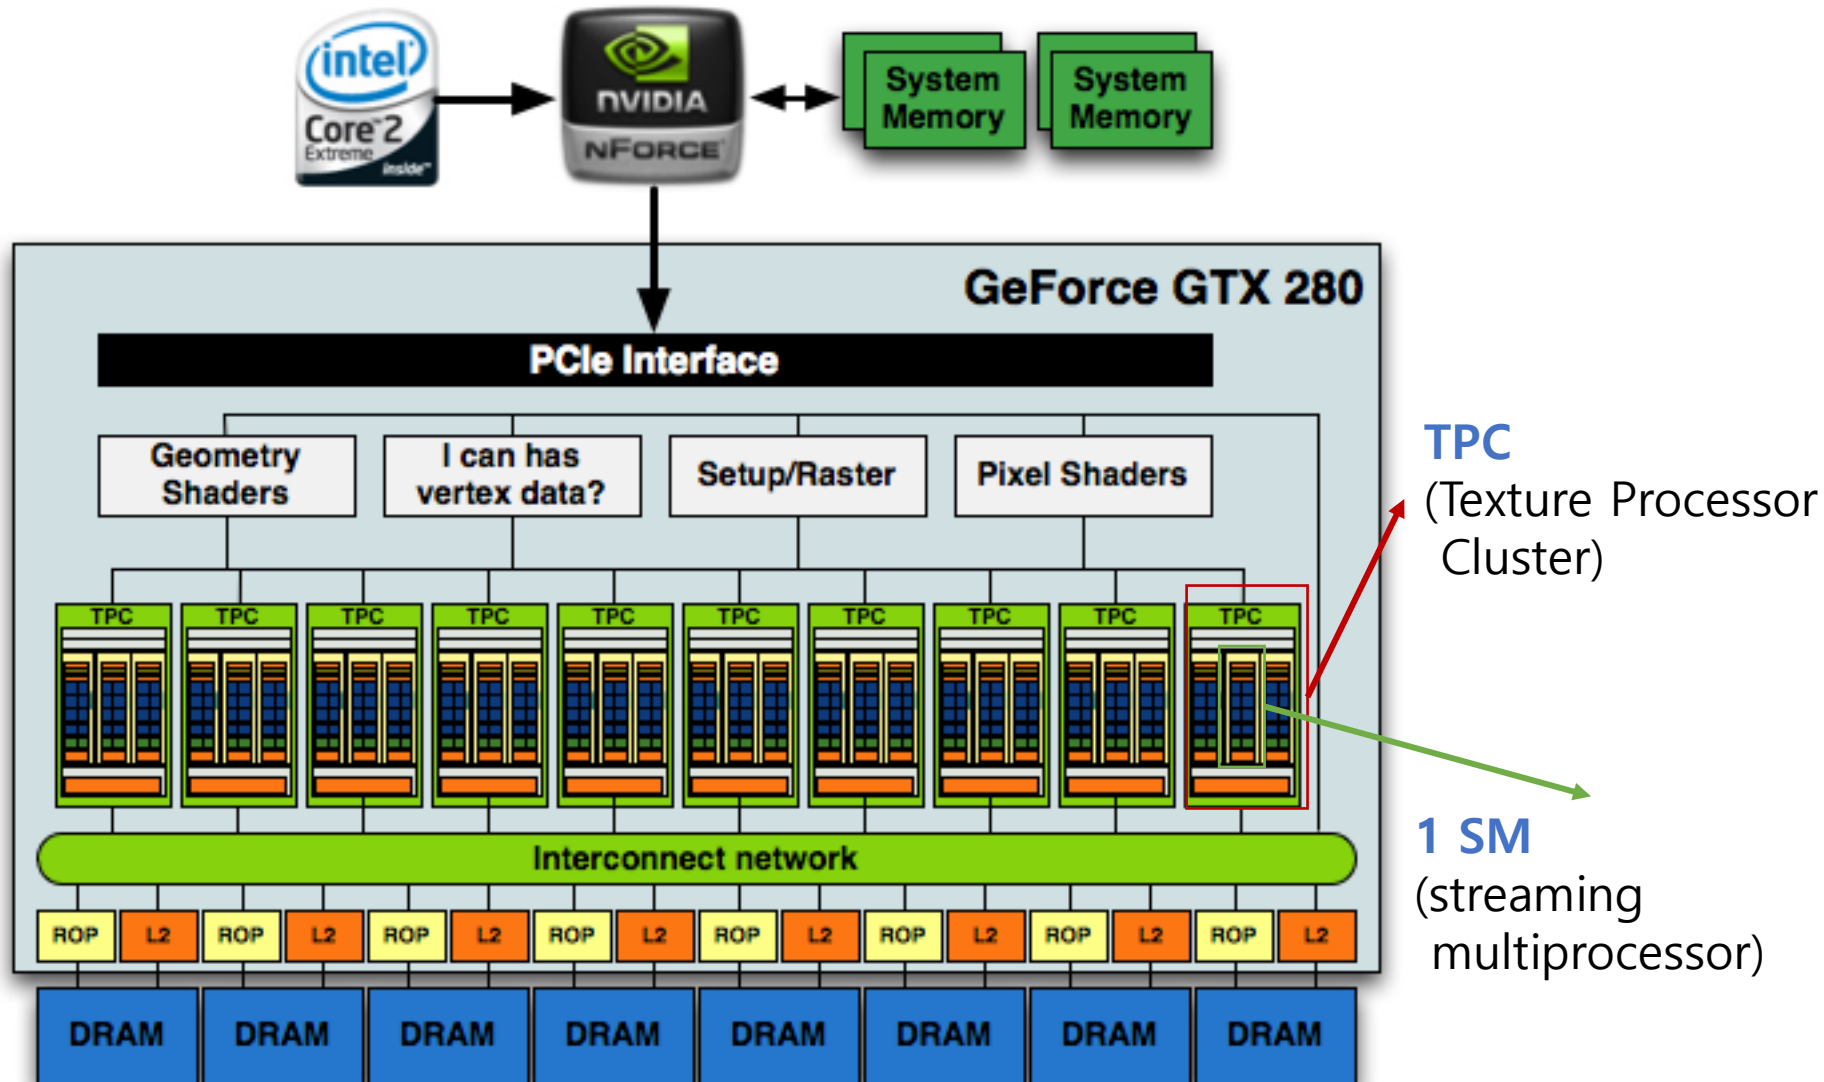 intel
Core™2
Extreme
inside™
NVIDIA
NFORCE
System
Memory
System
Memory
GeForce GTX 280
PCIe Interface
Geometry
Shaders
I can has
vertex data?
Setup/Raster
Pixel Shaders
TPC
(Texture Processor
Cluster)
TPC TPC TPC TPC TPC TPC TPC TPC TPC TPC
1 SM
(streaming
multiprocessor)
Interconnect network
ROP L2 ROP L2 ROP L2 ROP L2 ROP L2 ROP L2 ROP L2 ROP L2
DRAM DRAM DRAM DRAM DRAM DRAM DRAM DRAM